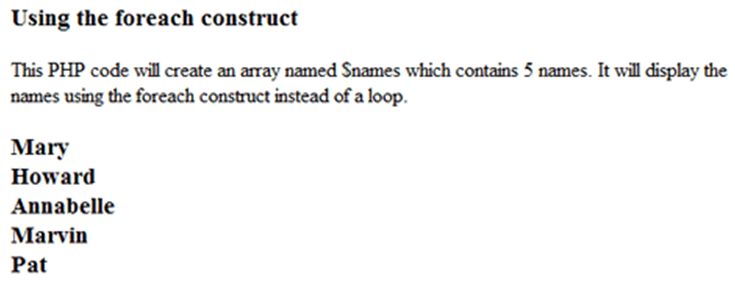 Using the foreach construct
This PHP code will create an array named $names which contains 5 names. It will display the
names using the foreach construct instead of a loop.
Mary
Howard
Annabelle
Marvin
Pat